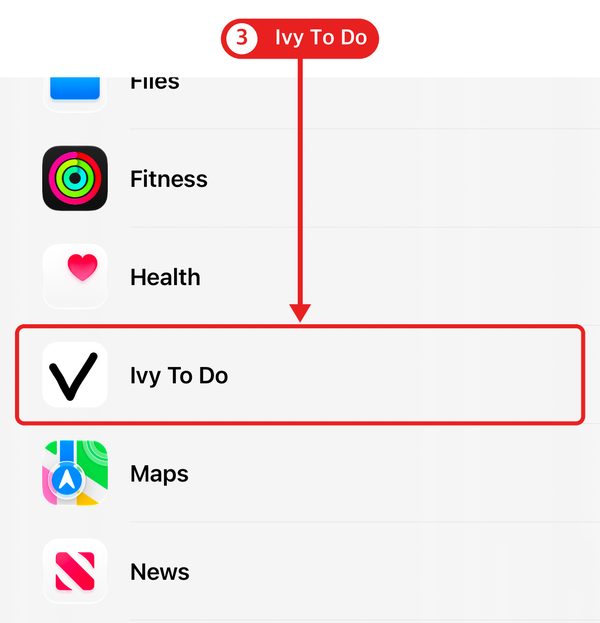 3 Ivy To Do
Files
Fitness
Health
Ivy To Do
Maps
News